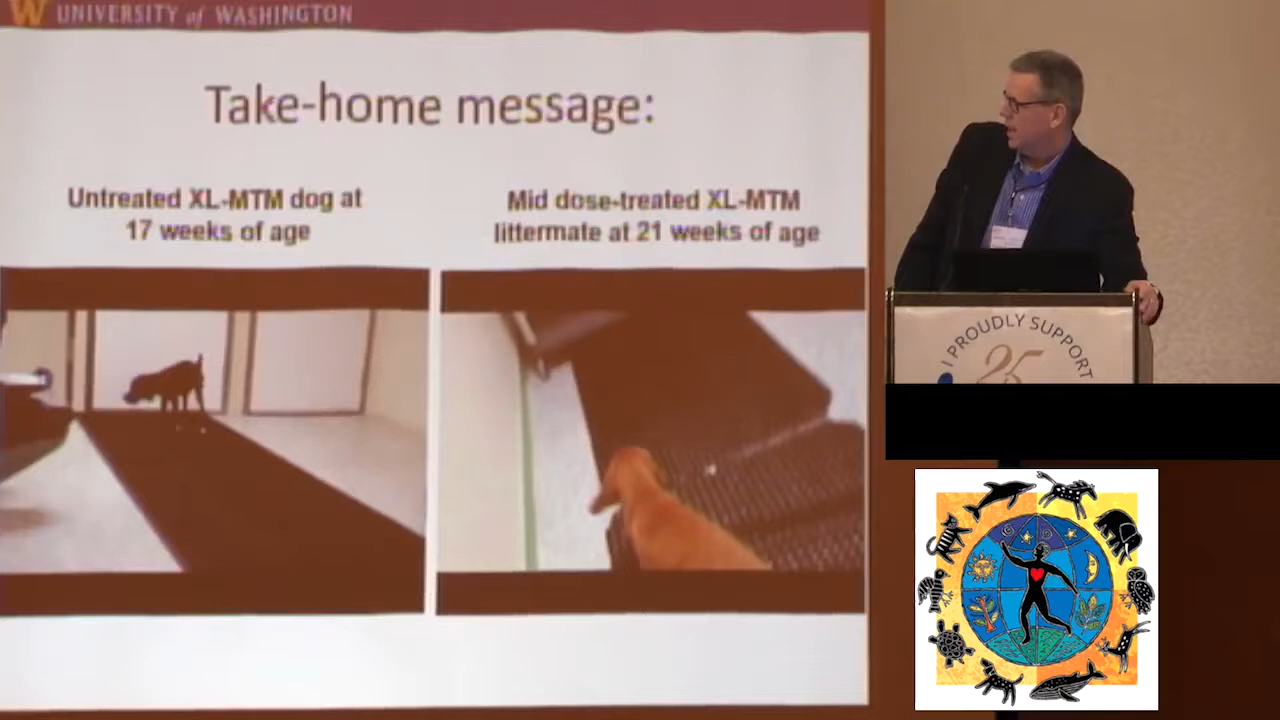 W UNIVERSITY of WASHINGTON
Take-home message:
Untreated XL-MTM dog at
17 weeks of age
Mid dose-treated XL-MTM
littermate at 21 weeks of age
I PROUDLY SUPPORT
25